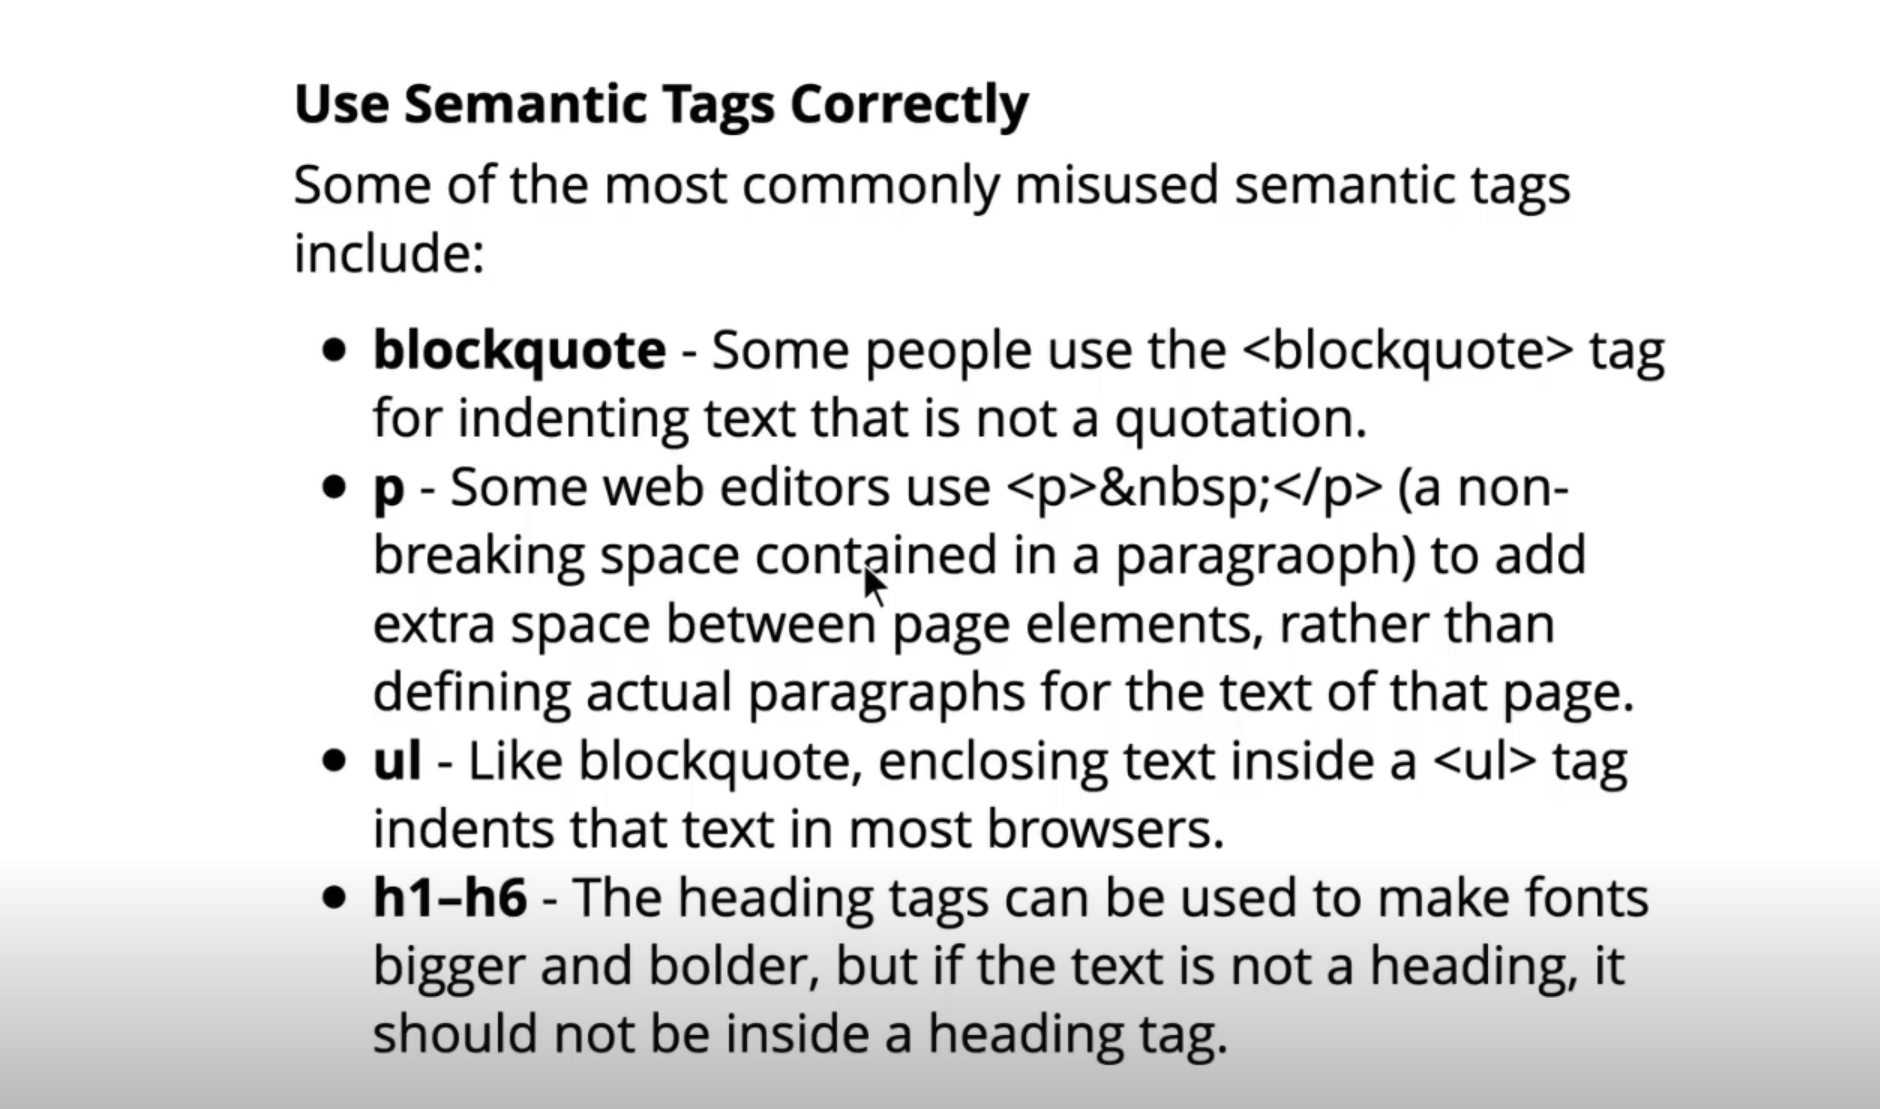 Use Semantic Tags Correctly
Some of the most commonly misused semantic tags
include:
● blockquote - Some people use the <blockquote> tag
for indenting text that is not a quotation.
● p - Some web editors use <p>&nbsp;</p> (a non-
breaking space contained in a paragraoph) to add
extra space between page elements, rather than
defining actual paragraphs for the text of that page.
● ul - Like blockquote, enclosing text inside a <ul> tag
indents that text in most browsers.
● h1–h6 - The heading tags can be used to make fonts
bigger and bolder, but if the text is not a heading, it
should not be inside a heading tag.